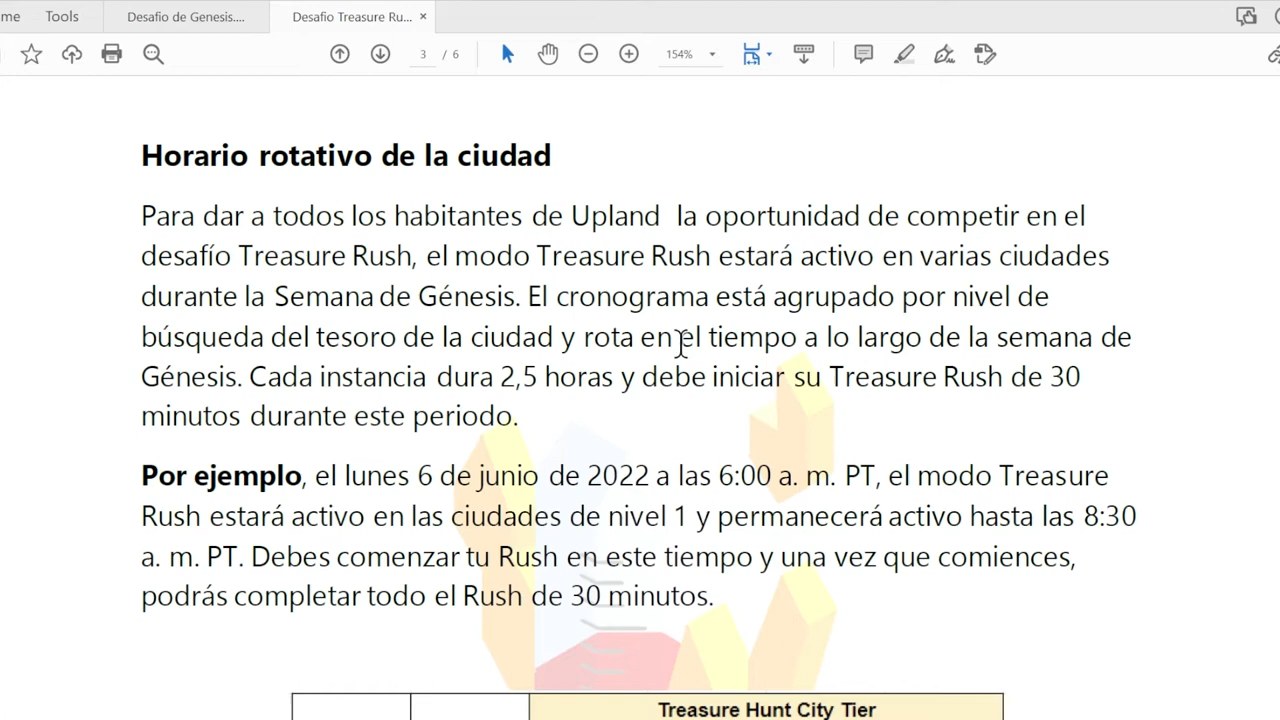 me Tools Desafio de Genesis.... Desafio Treasure Ru... ×
3 / 6 154%
Horario rotativo de la ciudad
Para dar a todos los habitantes de Upland la oportunidad de competir en el
desafío Treasure Rush, el modo Treasure Rush estará activo en varias ciudades
durante la Semana de Génesis. El cronograma está agrupado por nivel de
búsqueda del tesoro de la ciudad y rota en el tiempo a lo largo de la semana de
Génesis. Cada instancia dura 2,5 horas y debe iniciar su Treasure Rush de 30
minutos durante este periodo.
Por ejemplo, el lunes 6 de junio de 2022 a las 6:00 a. m. PT, el modo Treasure
Rush estará activo en las ciudades de nivel 1 y permanecerá activo hasta las 8:30
a. m. PT. Debes comenzar tu Rush en este tiempo y una vez que comiences,
podrás completar todo el Rush de 30 minutos.
Treasure Hunt City Tier